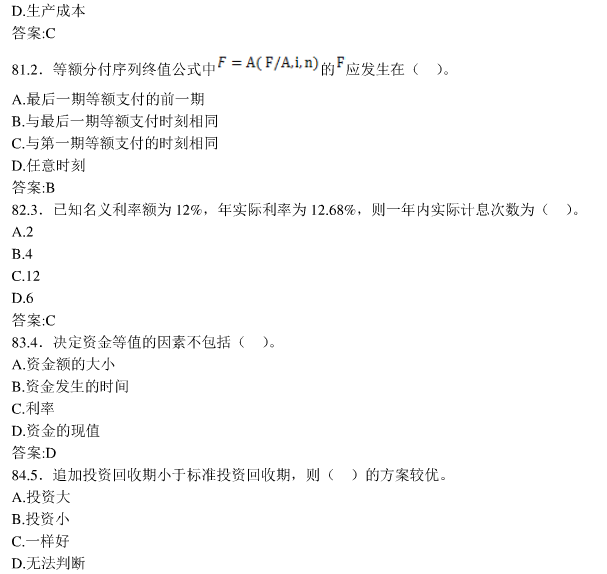 D.生产成本
答案:C
81.2．等额分付序列终值公式中F = A( F/A,i,n)的F应发生在（　）。
A.最后一期等额支付的前一期
B.与最后一期等额支付时刻相同
C.与第一期等额支付的时刻相同
D.任意时刻
答案:B
82.3．已知名义利率额为 12%，年实际利率为 12.68%，则一年内实际计息次数为（　）。
A.2
B.4
C.12
D.6
答案:C
83.4．决定资金等值的因素不包括（　）。
A.资金额的大小
B.资金发生的时间
C.利率
D.资金的现值
答案:D
84.5．追加投资回收期小于标准投资回收期，则（　）的方案较优。
A.投资大
B.投资小
C.一样好
D.无法判断